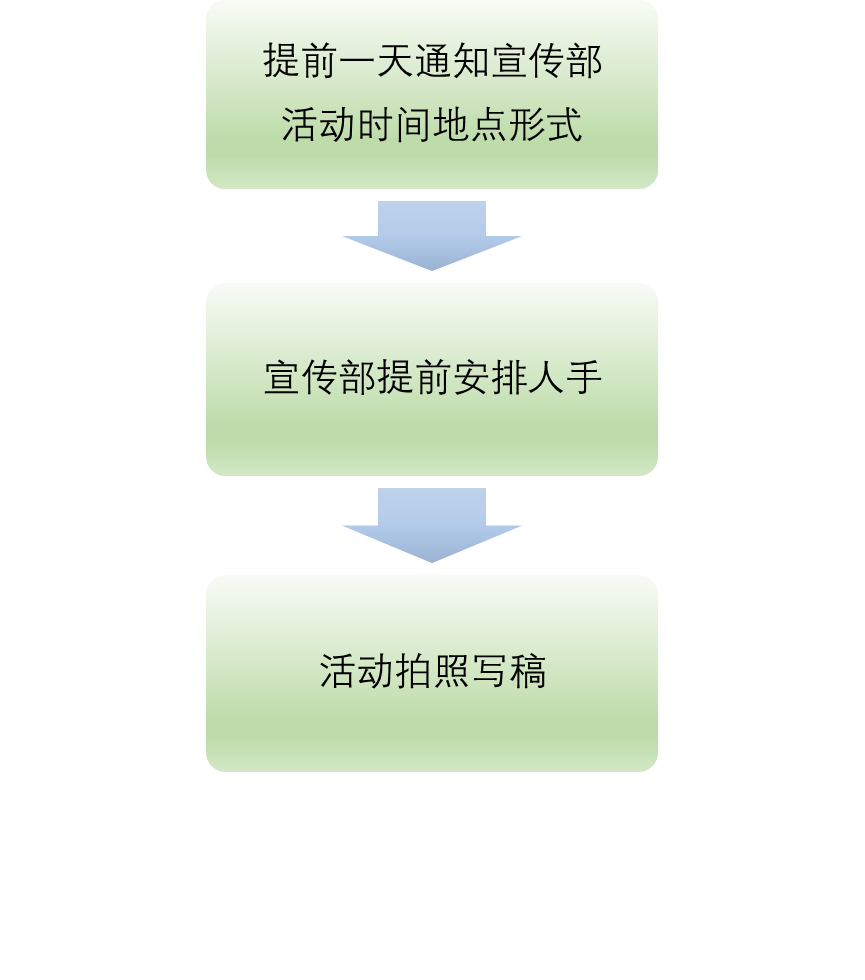 提前一天通知宣传部
活动时间地点形式
宣传部提前安排人手
活动拍照写稿